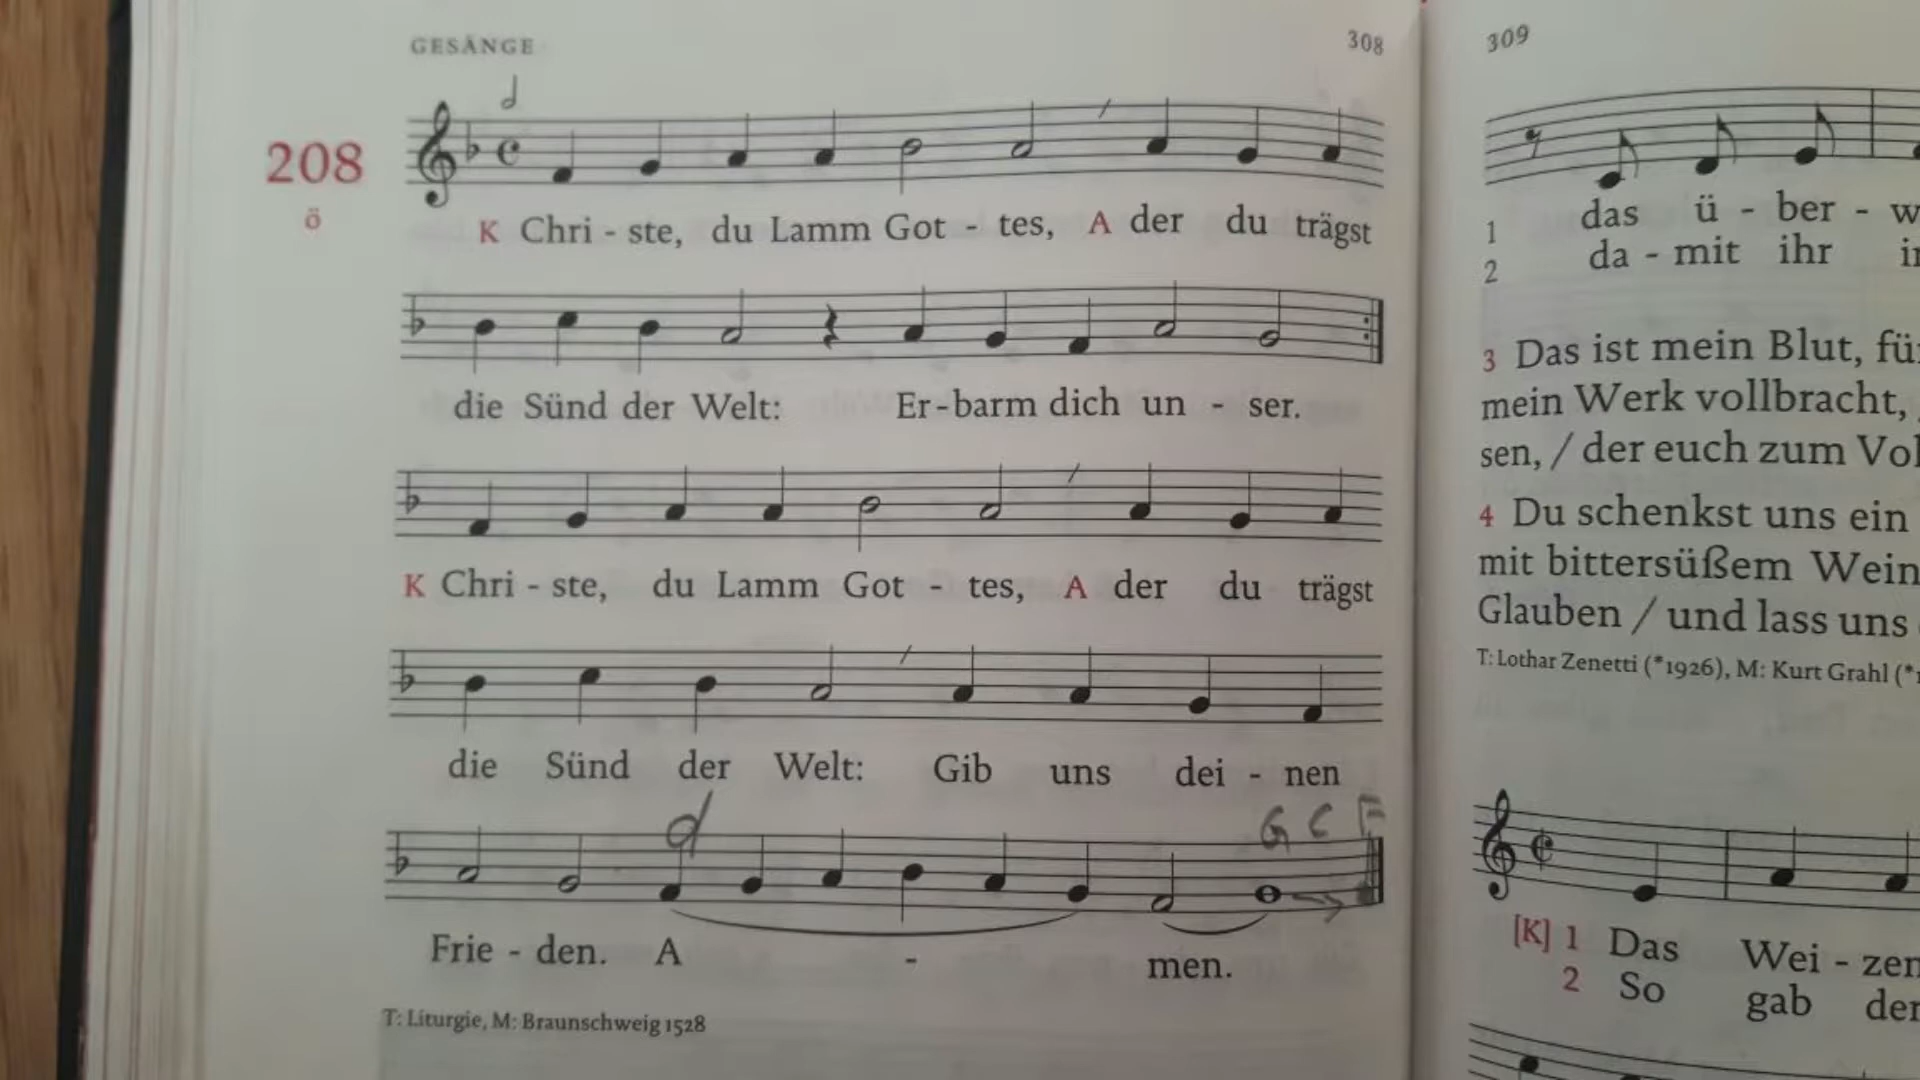 GESÄNGE 308
208
ö
K Chri - ste, du Lamm Got - tes, A der du trägst
die Sünd der Welt: Er-barm dich un - ser.
K Chri - ste, du Lamm Got - tes, A der du trägst
die Sünd der Welt: Gib uns dei - nen
d G C F
Frie - den. A - men.
T: Liturgie, M: Braunschweig 1528
309
1 das ü - ber - w
2 da - mit ihr
3 Das ist mein Blut,
mein Werk vollbracht,
sen, / der euch zum
4 Du schenkst uns ein
mit bittersüßem Wein
Glauben / und lass uns
T: Lothar Zenetti (*1926), M: Kurt Grahl (*1
[K] 1 Das Wei - zen
2 So gab der